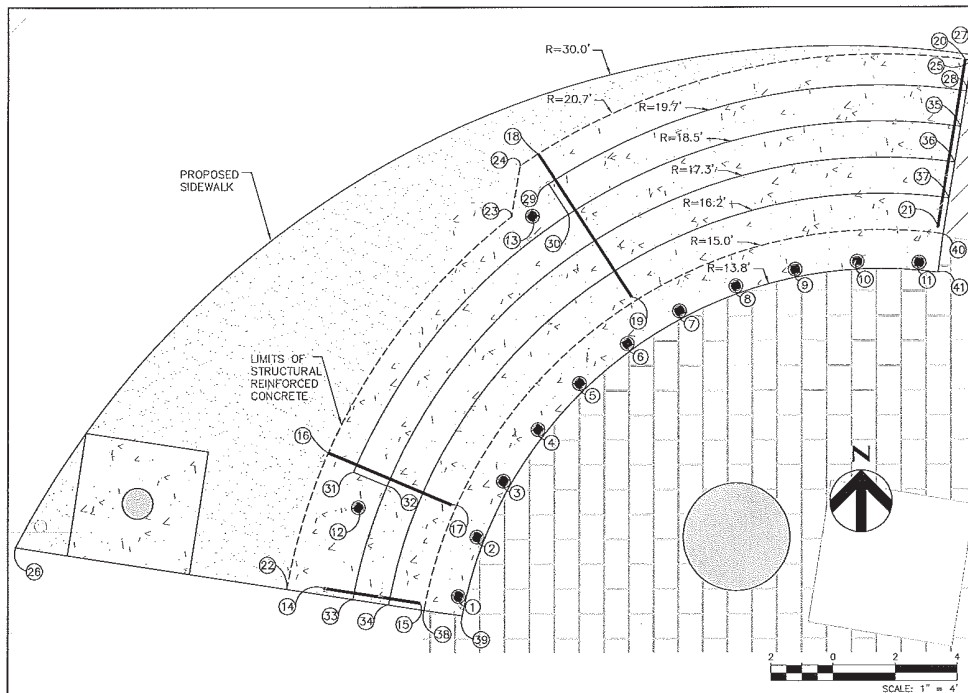 20
27
R=30.0'
25
28
R=20.7'
R=19.7'
35
18
R=18.5'
36
24
R=17.3'
37
PROPOSED
SIDEWALK
29
R=16.2'
23
13
30
21
R=15.0'
40
R=13.8'
41
11
10
9
8
19
7
6
LIMITS OF
STRUCTURAL
REINFORCED
CONCRETE
5
4
16
N
3
31
32
17
12
2
26
22
14
1
33
34
15
38
39
2
0
2
4
SCALE: 1" = 4'